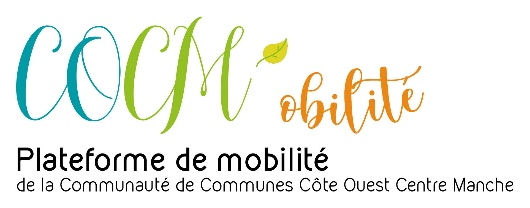 COCM'obilité
Plateforme de mobilité
de la Communauté de Communes Côte Ouest Centre Manche